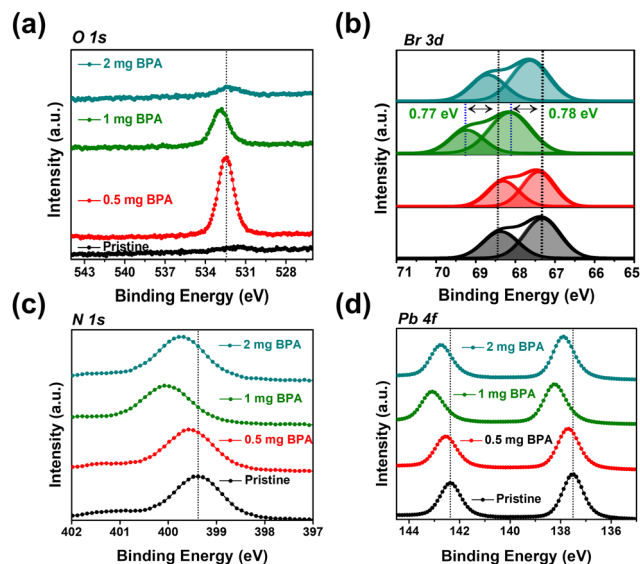 (a)
O 1s
2 mg BPA
1 mg BPA
0.5 mg BPA
Pristine
Intensity (a.u.)
543 540 537 534 531 528
Binding Energy (eV)
(b)
Br 3d
0.77 eV
0.78 eV
Intensity (a.u.)
71 70 69 68 67 66 65
Binding Energy (eV)
(c)
N 1s
2 mg BPA
1 mg BPA
0.5 mg BPA
Pristine
Intensity (a.u.)
402 401 400 399 398 397
Binding Energy (eV)
(d)
Pb 4f
2 mg BPA
1 mg BPA
0.5 mg BPA
Pristine
Intensity (a.u.)
144 142 140 138 136
Binding Energy (eV)